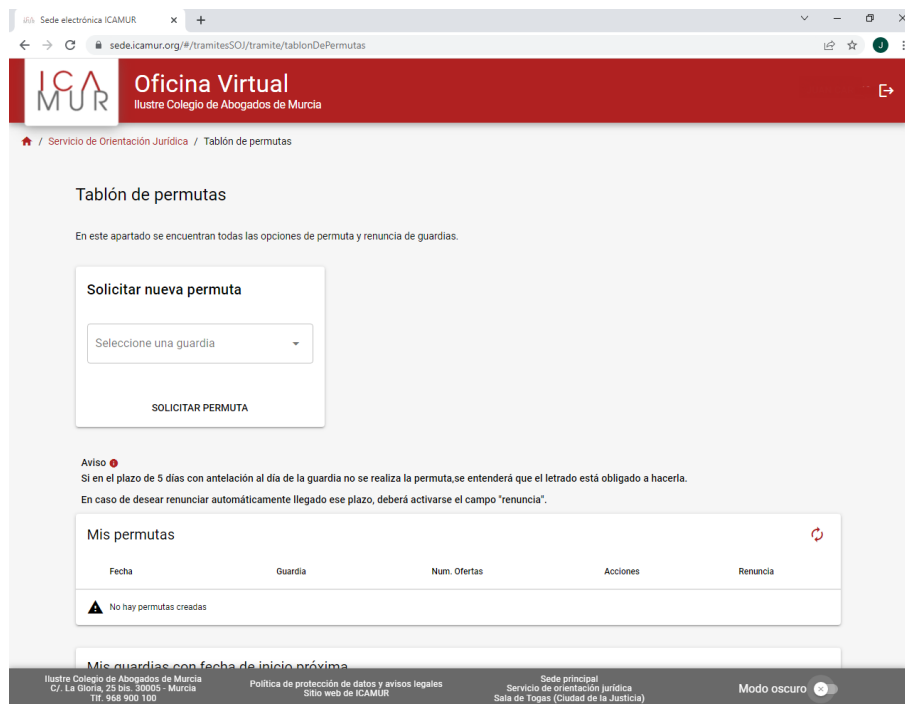 Sede electrónica ICAMUR
sede.icamur.org/#/tramitesSOJ/tramite/tablonDePermutas
J
ICA
MUR
Oficina Virtual
Ilustre Colegio de Abogados de Murcia
/ Servicio de Orientación Jurídica / Tablón de permutas
Tablón de permutas
En este apartado se encuentran todas las opciones de permuta y renuncia de guardias.
Solicitar nueva permuta
Seleccione una guardia
SOLICITAR PERMUTA
Aviso
Si en el plazo de 5 días con antelación al día de la guardia no se realiza la permuta,se entenderá que el letrado está obligado a hacerla.
En caso de desear renunciar automáticamente llegado ese plazo, deberá activarse el campo "renuncia".
Mis permutas
Fecha Guardia Num. Ofertas Acciones Renuncia
No hay permutas creadas
Mis guardias con fecha de inicio próxima
Ilustre Colegio de Abogados de Murcia
C/. La Gloria, 25 bis. 30005 - Murcia
Tlf. 968 900 100
Política de protección de datos y avisos legales
Sitio web de ICAMUR
Sede principal
Servicio de orientación jurídica
Sala de Togas (Ciudad de la Justicia)
Modo oscuro